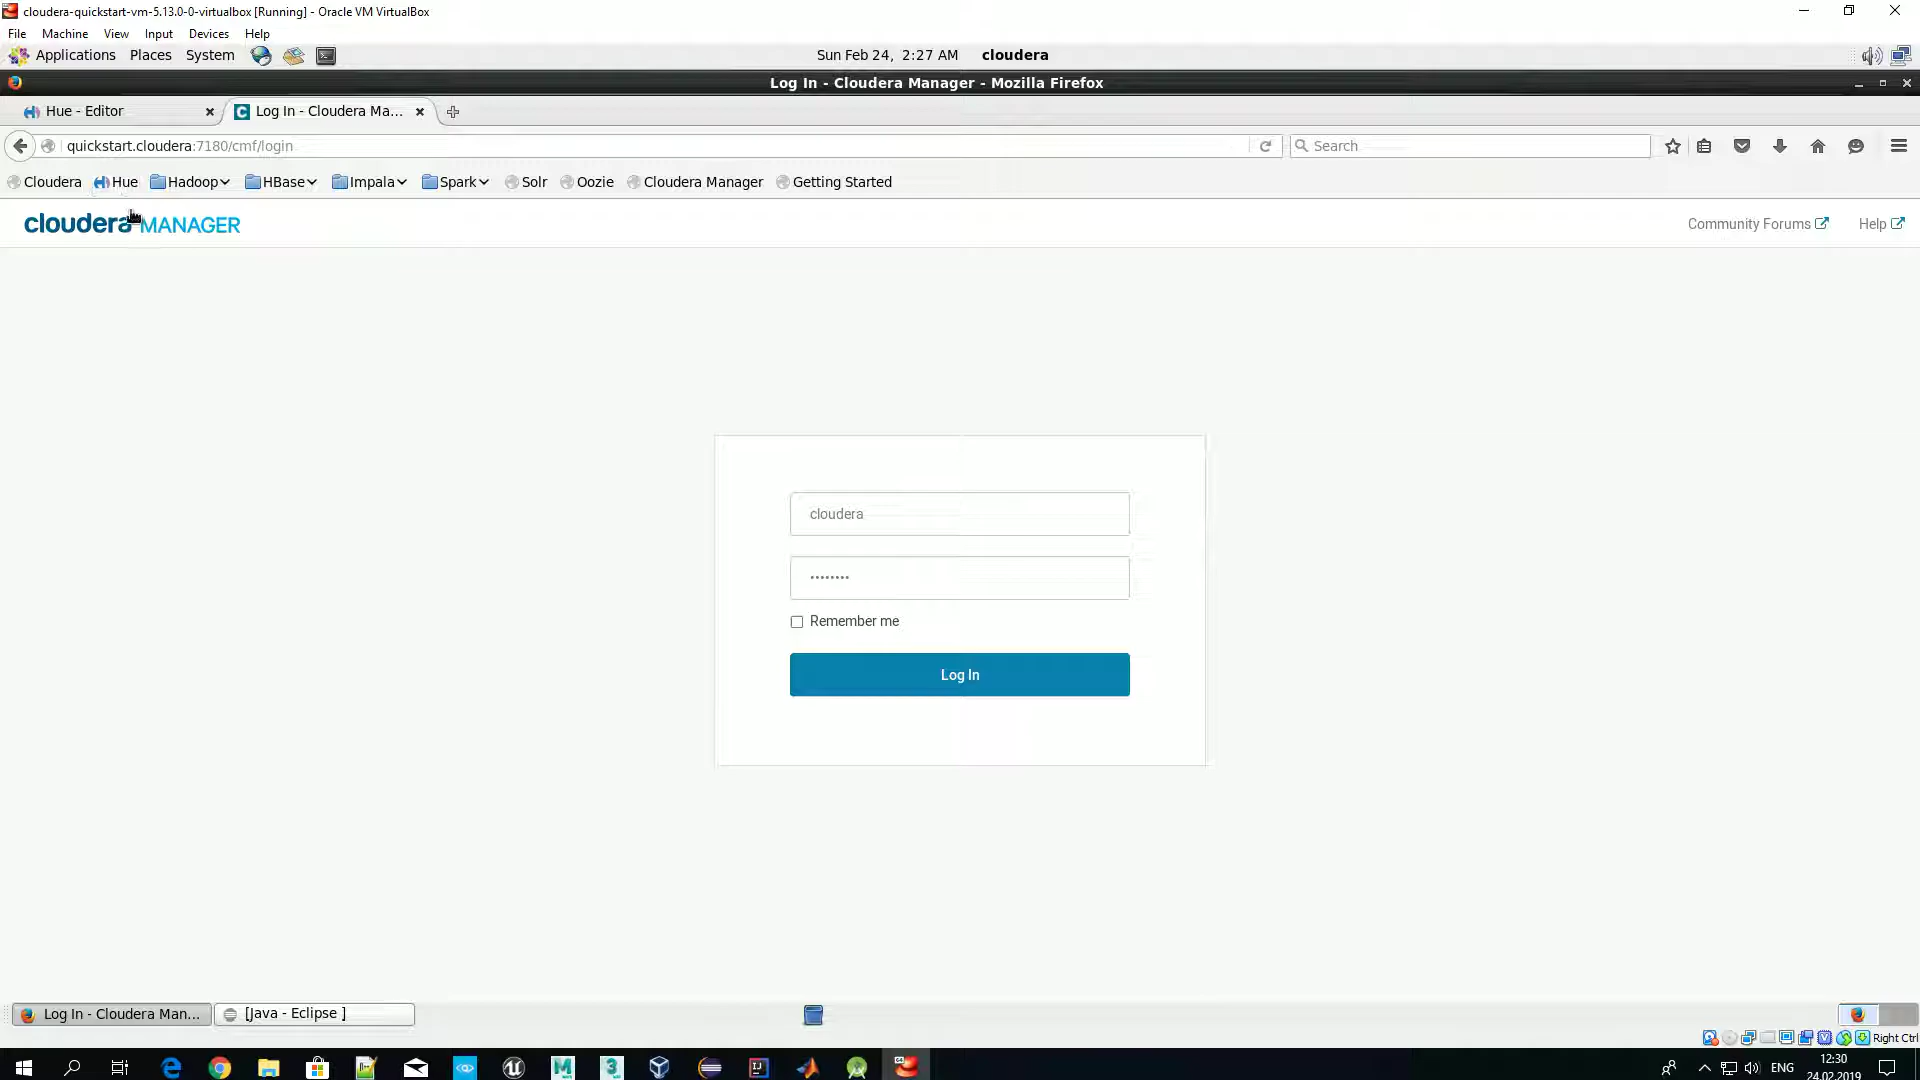 cloudera-quickstart-vm-5.13.0-0-virtualbox [Running] - Oracle VM VirtualBox
File Machine View Input Devices Help
Applications Places System Sun Feb 24, 2:27 AM cloudera
Log In - Cloudera Manager - Mozilla Firefox
Hue - Editor Log In - Cloudera Ma...
quickstart.cloudera:7180/cmf/login Search
Cloudera Hue Hadoop HBase Impala Spark Solr Oozie Cloudera Manager Getting Started
cloudera MANAGER Community Forums Help
cloudera
••••••••
Remember me
Log In
Log In - Cloudera Man... [Java - Eclipse ]
Right Ctrl
ENG 12:30
24.02.2019